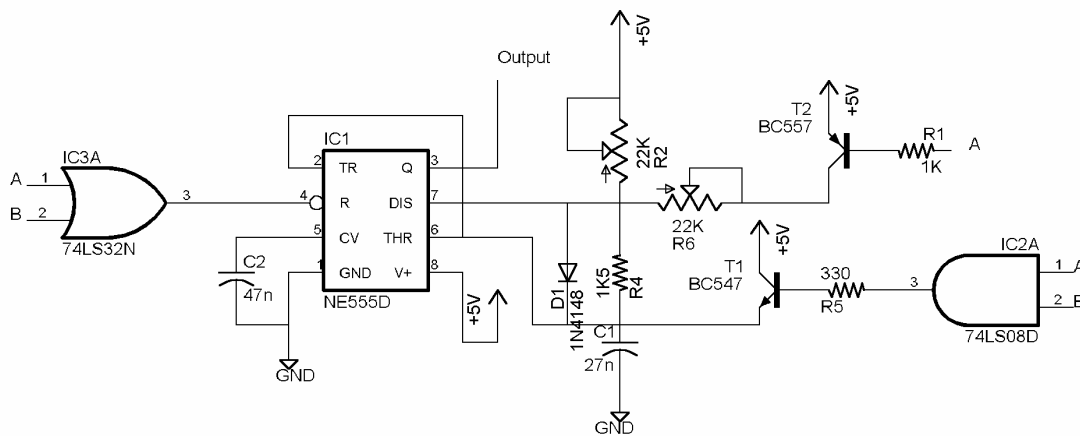 IC3A
A
1
B
2
3
74LS32N
IC1
2
TR
Q
3
4
R
DIS
7
5
CV
THR
6
1
GND
V+
8
NE555D
C2
47n
GND
Output
+5V
+5V
22K
R2
22K
R6
D1
1N4148
1K5
R4
C1
27n
GND
T2
BC557
+5V
R1
1K
A
T1
BC547
+5V
330
R5
IC2A
3
1
A
2
74LS08D